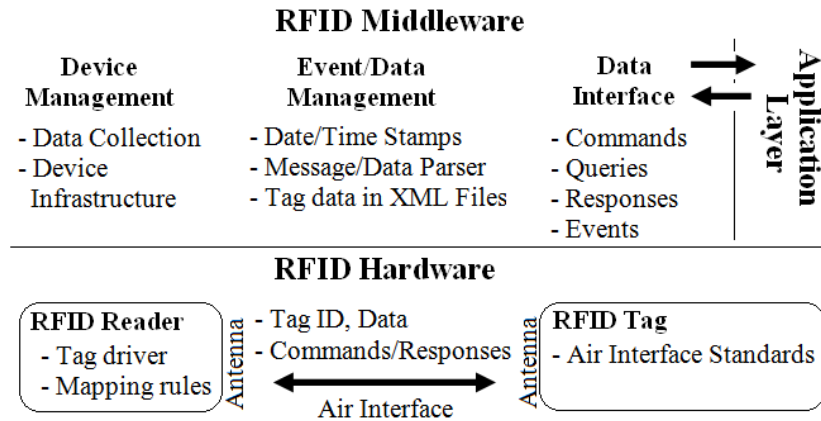 RFID Middleware
Device
Management
- Data Collection
- Device
Infrastructure
Event/Data
Management
- Date/Time Stamps
- Message/Data Parser
- Tag data in XML Files
Data
Interface
- Commands
- Queries
- Responses
- Events
Application
Layer
RFID Hardware
RFID Reader
- Tag driver
- Mapping rules
Antenna
- Tag ID, Data
- Commands/Responses
Air Interface
Antenna
RFID Tag
- Air Interface Standards